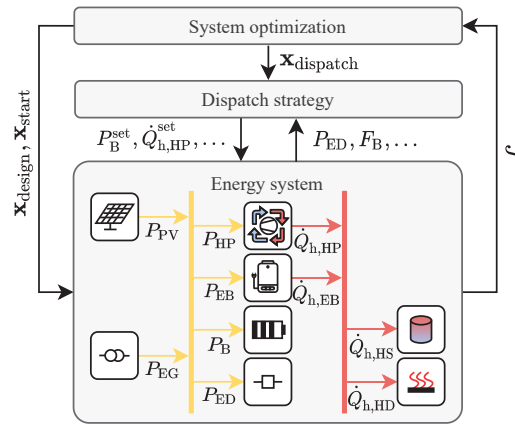 System optimization
x_dispatch
x_design, x_start
Dispatch strategy
P_B^set, Q̇_h,HP^set, ...
P_ED, F_B, ...
Energy system
P_PV
P_HP
Q̇_h,HP
P_EB
Q̇_h,EB
P_B
Q̇_h,HS
P_EG
P_ED
Q̇_h,HD